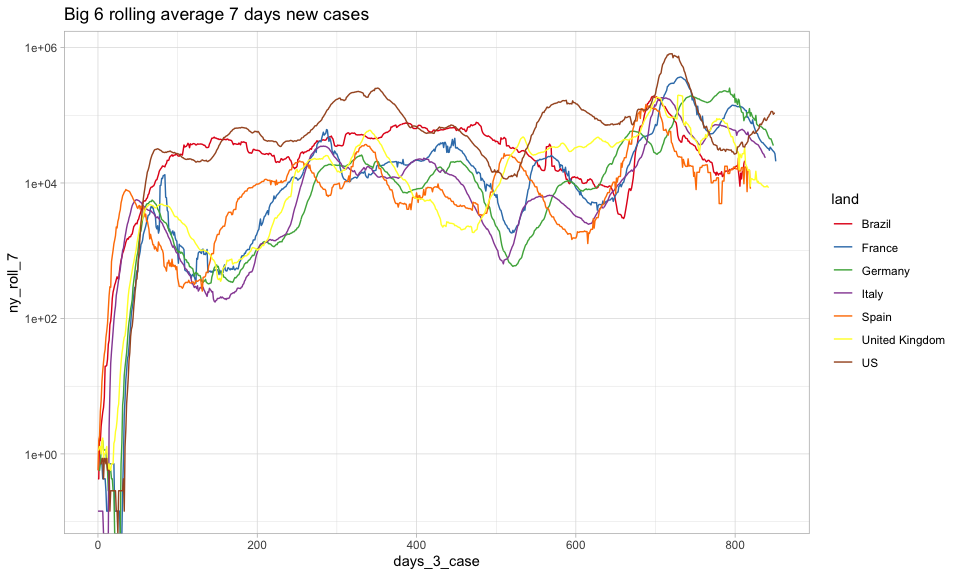 Big 6 rolling average 7 days new cases
1e+06
1e+04
1e+02
1e+00
ny_roll_7
0
200
400
600
800
days_3_case
land
Brazil
France
Germany
Italy
Spain
United Kingdom
US